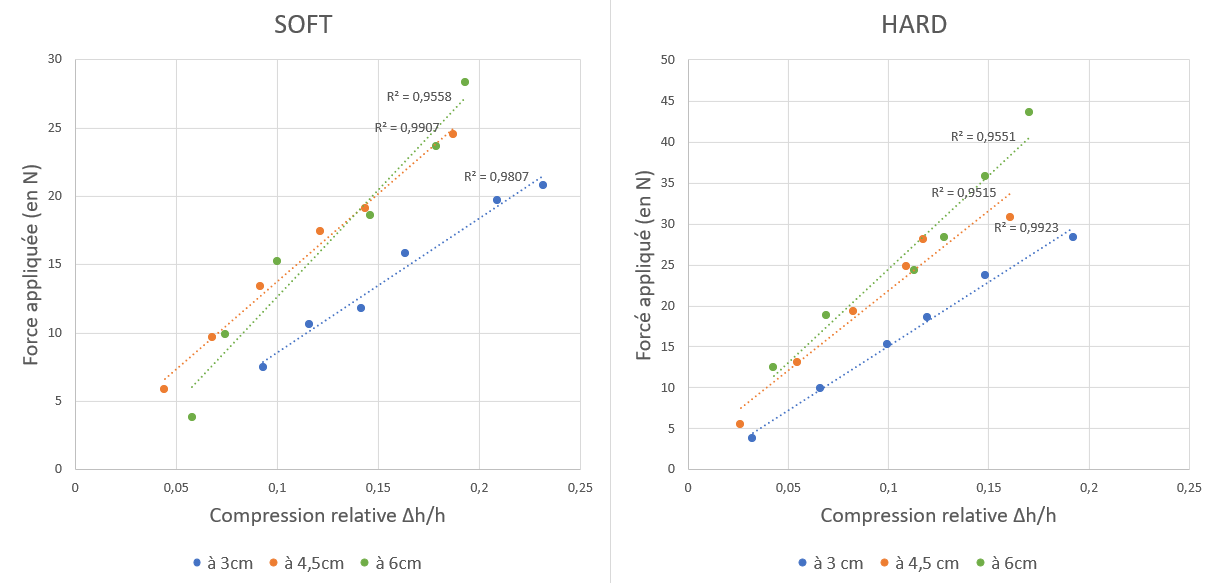 SOFT
30
25
20
15
10
5
0
0
0,05
0,1
0,15
0,2
0,25
R² = 0,9558
R² = 0,9907
R² = 0,9807
Force appliquée (en N)
Compression relative Δh/h
à 3cm
à 4,5cm
à 6cm
HARD
50
45
40
35
30
25
20
15
10
5
0
0
0,05
0,1
0,15
0,2
0,25
R² = 0,9551
R² = 0,9515
R² = 0,9923
Forcé appliqué (en N)
Compression relative Δh/h
à 3 cm
à 4,5 cm
à 6cm